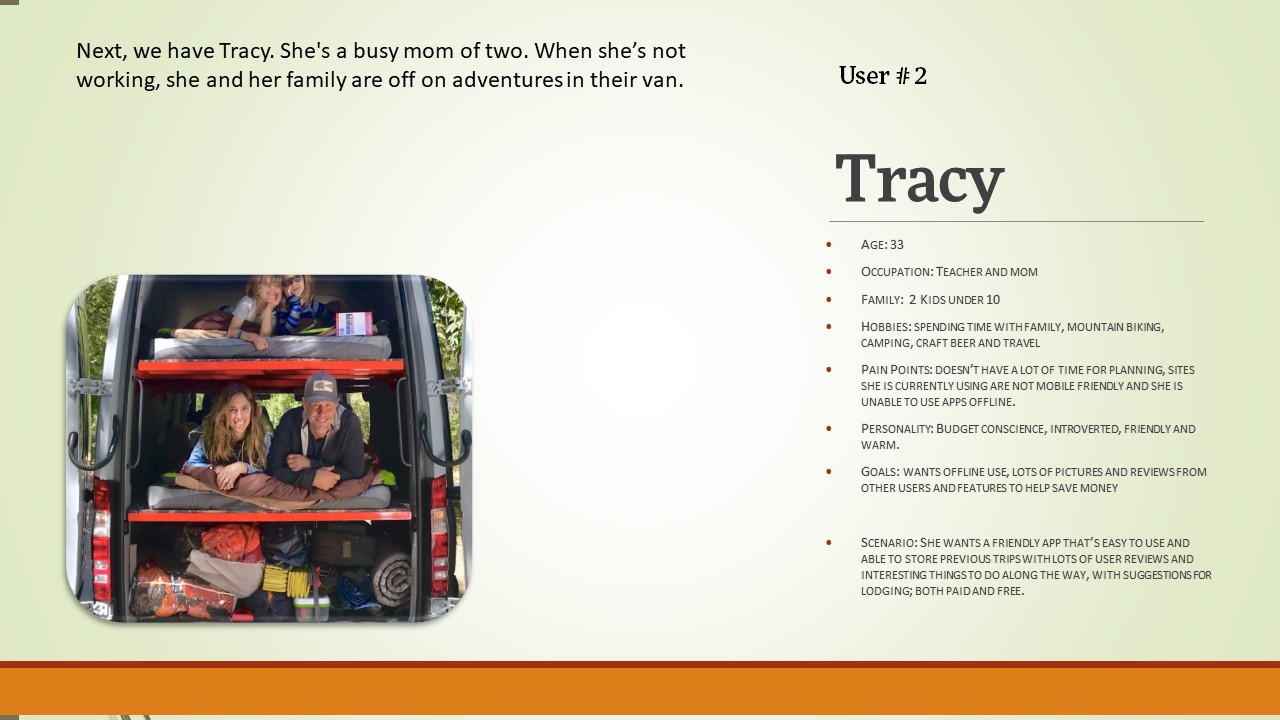 Next, we have Tracy. She's a busy mom of two. When she’s not
working, she and her family are off on adventures in their van.
User # 2
Tracy
• Age: 33
• Occupation: Teacher and mom
• Family: 2 Kids under 10
• Hobbies: spending time with family, mountain biking,
camping, craft beer and travel
• Pain Points: doesn’t have a lot of time for planning, sites
she is currently using are not mobile friendly and she is
unable to use apps offline.
• Personality: Budget conscience, introverted, friendly and
warm.
• Goals: wants offline use, lots of pictures and reviews from
other users and features to help save money
• Scenario: She wants a friendly app that’s easy to use and
able to store previous trips with lots of user reviews and
interesting things to do along the way, with suggestions for
lodging; both paid and free.